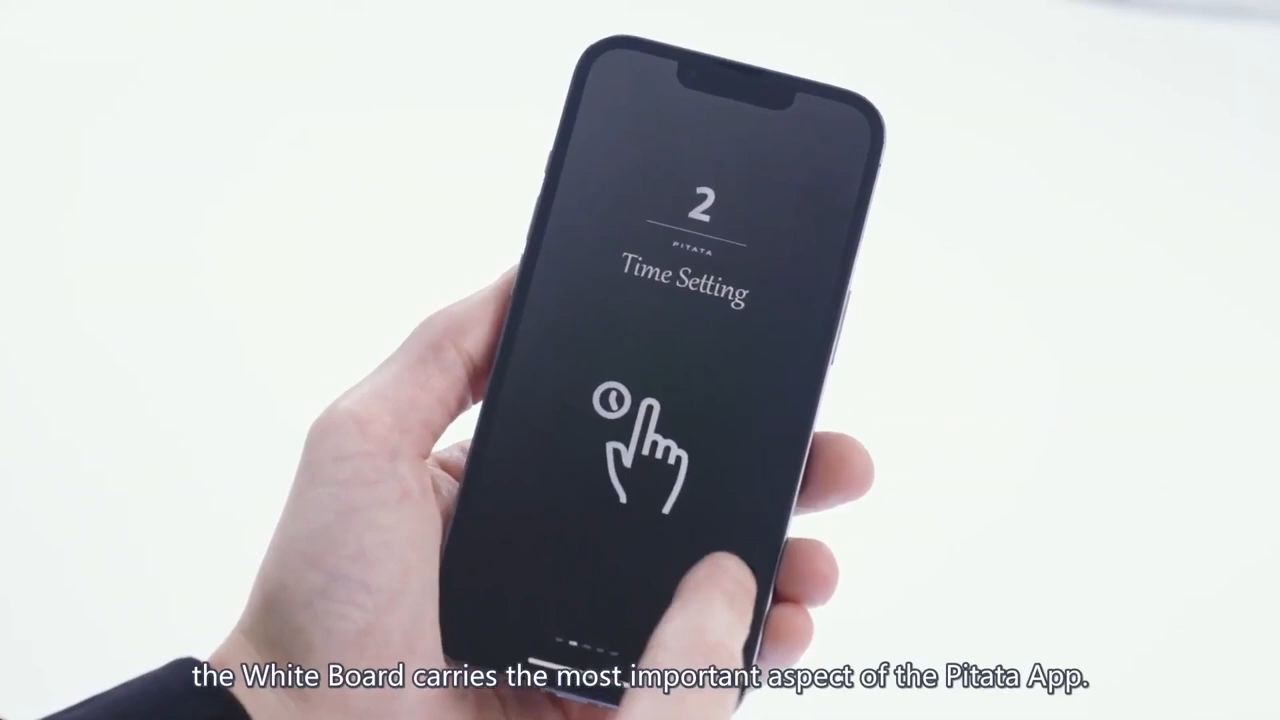 2
PITATA
Time Setting
the White Board carries the most important aspect of the Pitata App.